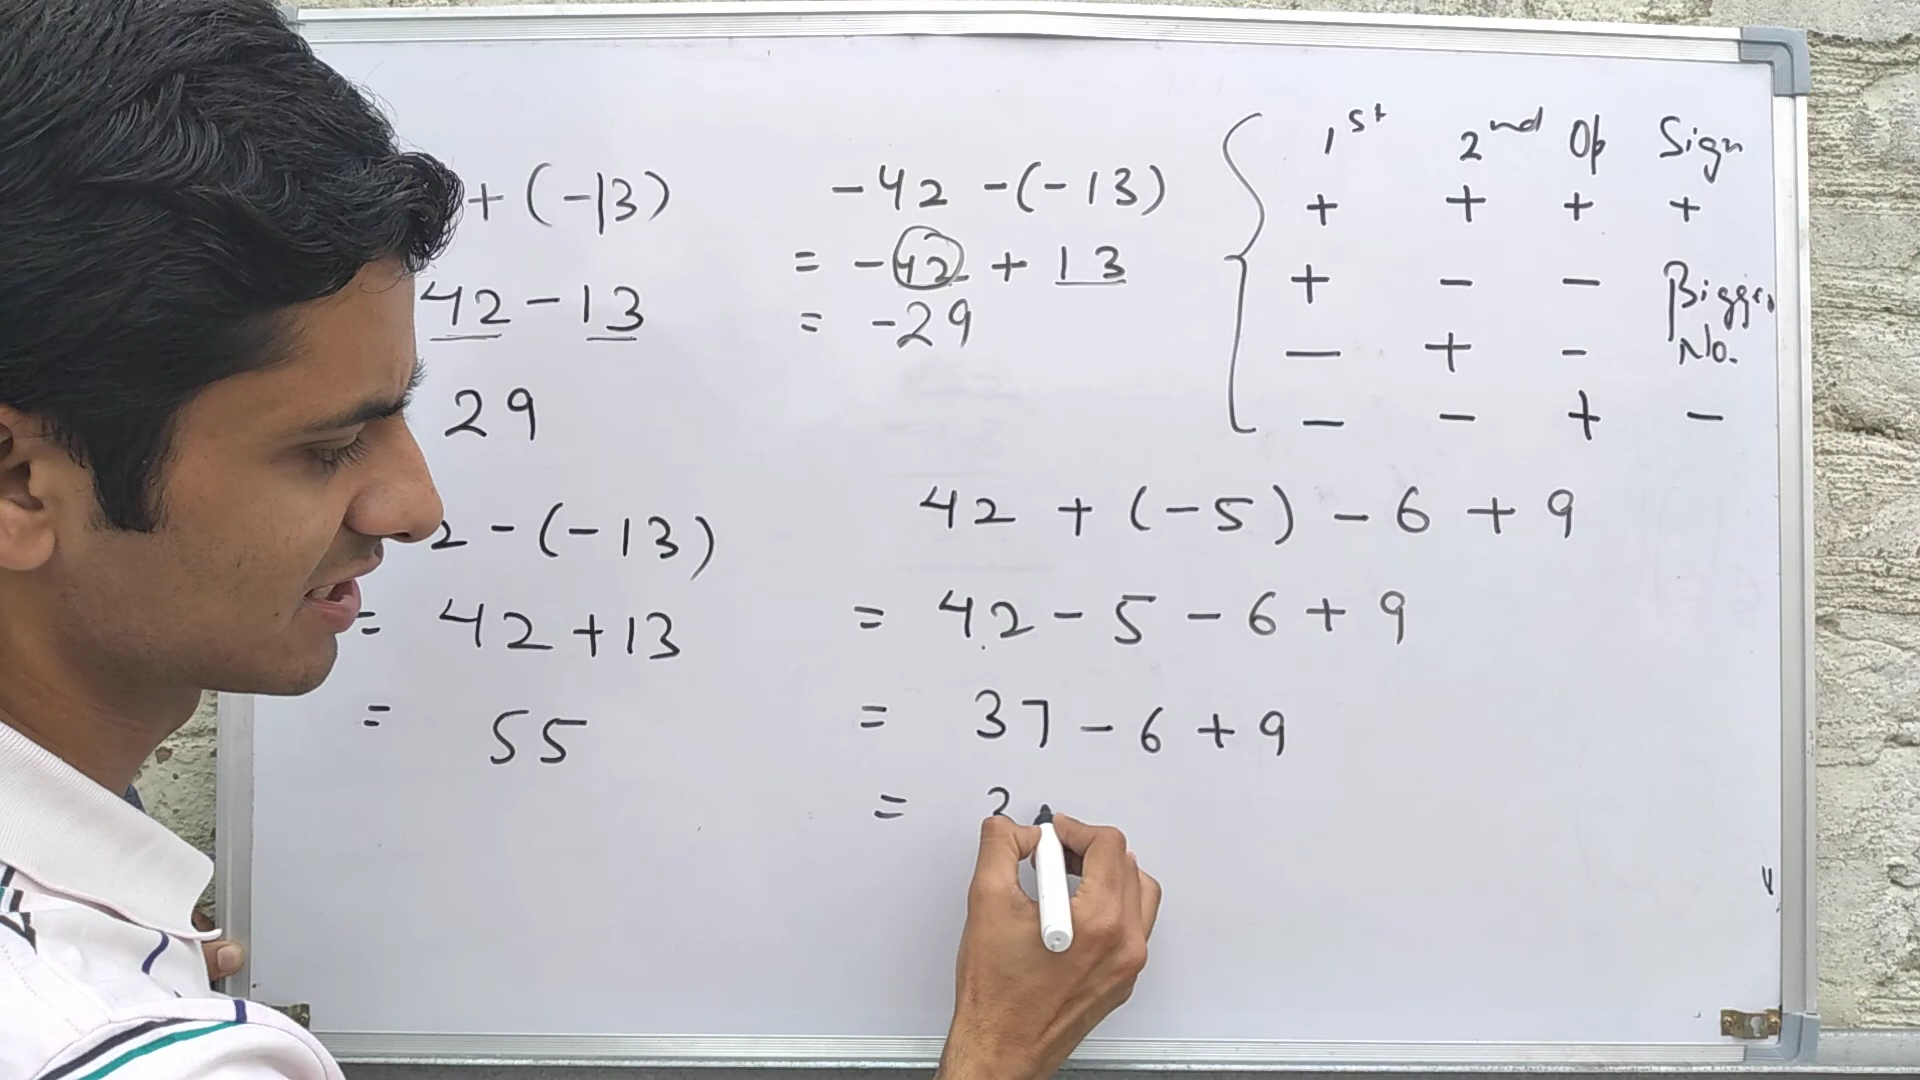 + (-13)
42 - 13
29
2 - (-13)
= 42 + 13
= 55
-42 - (-13)
= -42 + 13
= -29
1st 2nd Op Sign
+ + + +
+ - - Bigger
- + - No.
- - + -
42 + (-5) - 6 + 9
= 42 - 5 - 6 + 9
= 37 - 6 + 9
= 3